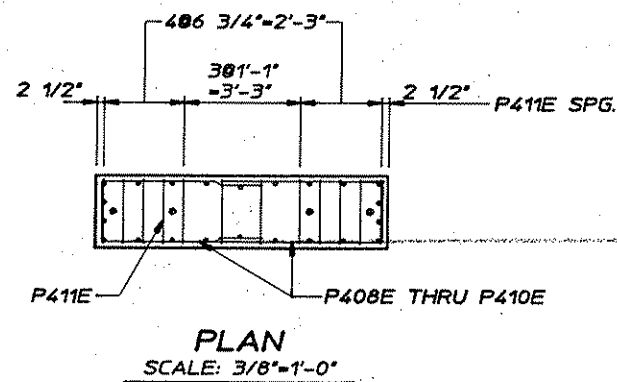 4@6 3/4"=2'-3"
3@1'-1"
=3'-3"
2 1/2"
2 1/2"
P411E SPG.
P411E
P408E THRU P410E
PLAN
SCALE: 3/8"=1'-0"